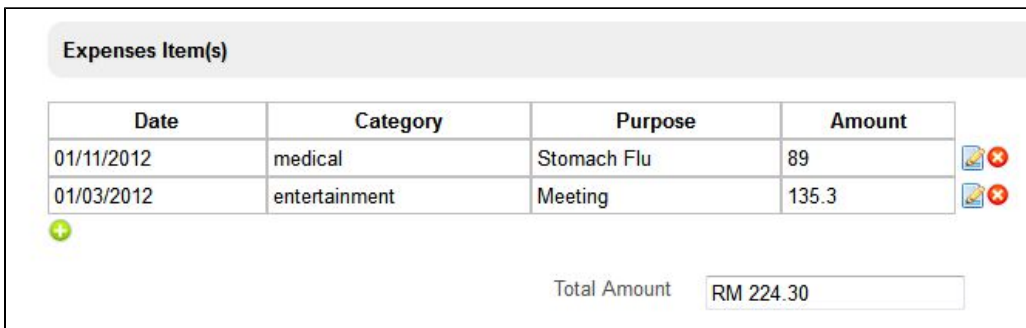 Expenses Item(s)
Date Category Purpose Amount
01/11/2012 medical Stomach Flu 89
01/03/2012 entertainment Meeting 135.3
Total Amount RM 224.30